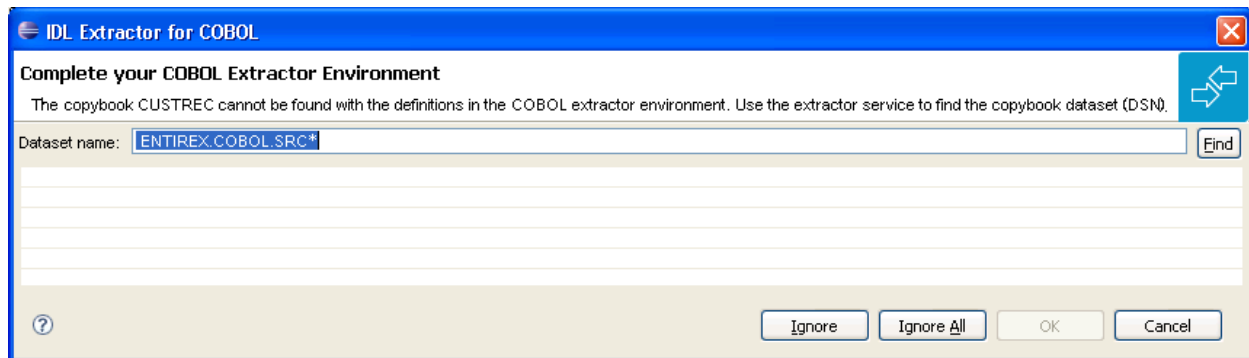 IDL Extractor for COBOL
Complete your COBOL Extractor Environment
The copybook CUSTREC cannot be found with the definitions in the COBOL extractor environment. Use the extractor service to find the copybook dataset (DSN).
Dataset name: ENTIREX.COBOL.SRC* Find
? Ignore Ignore All OK Cancel